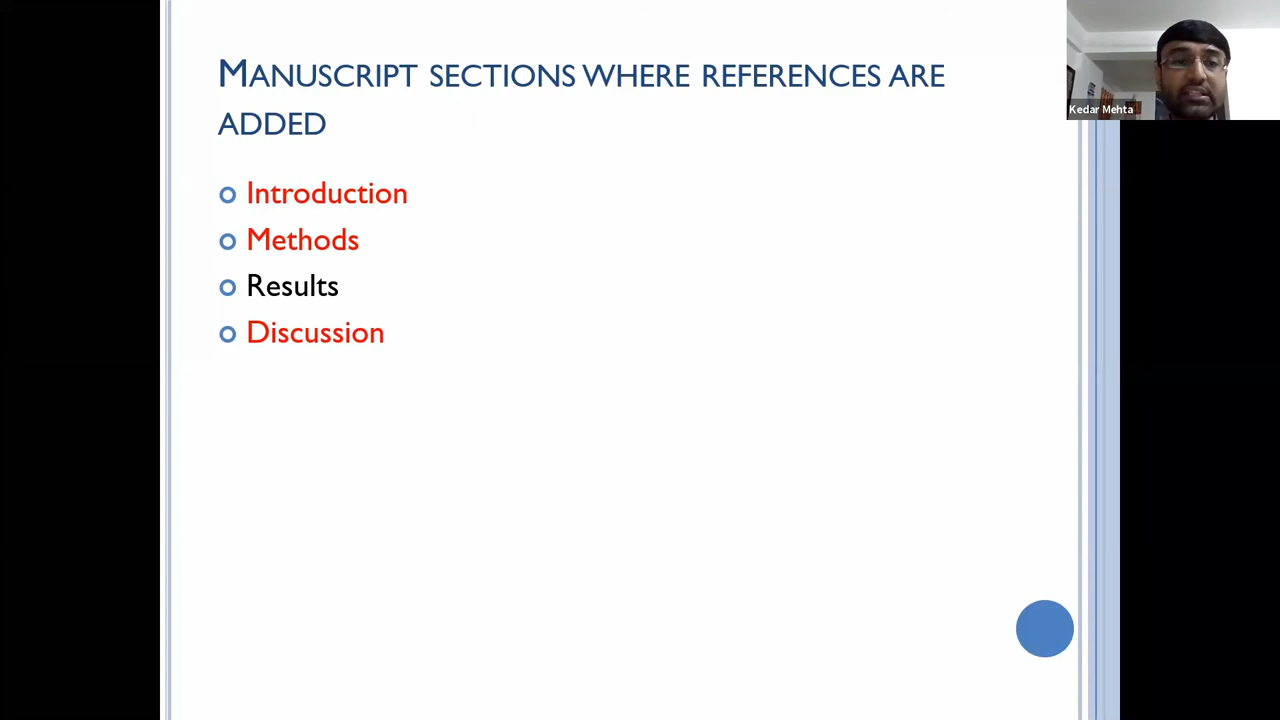 MANUSCRIPT SECTIONS WHERE REFERENCES ARE
ADDED
Introduction
Methods
Results
Discussion
Kedar Mehta